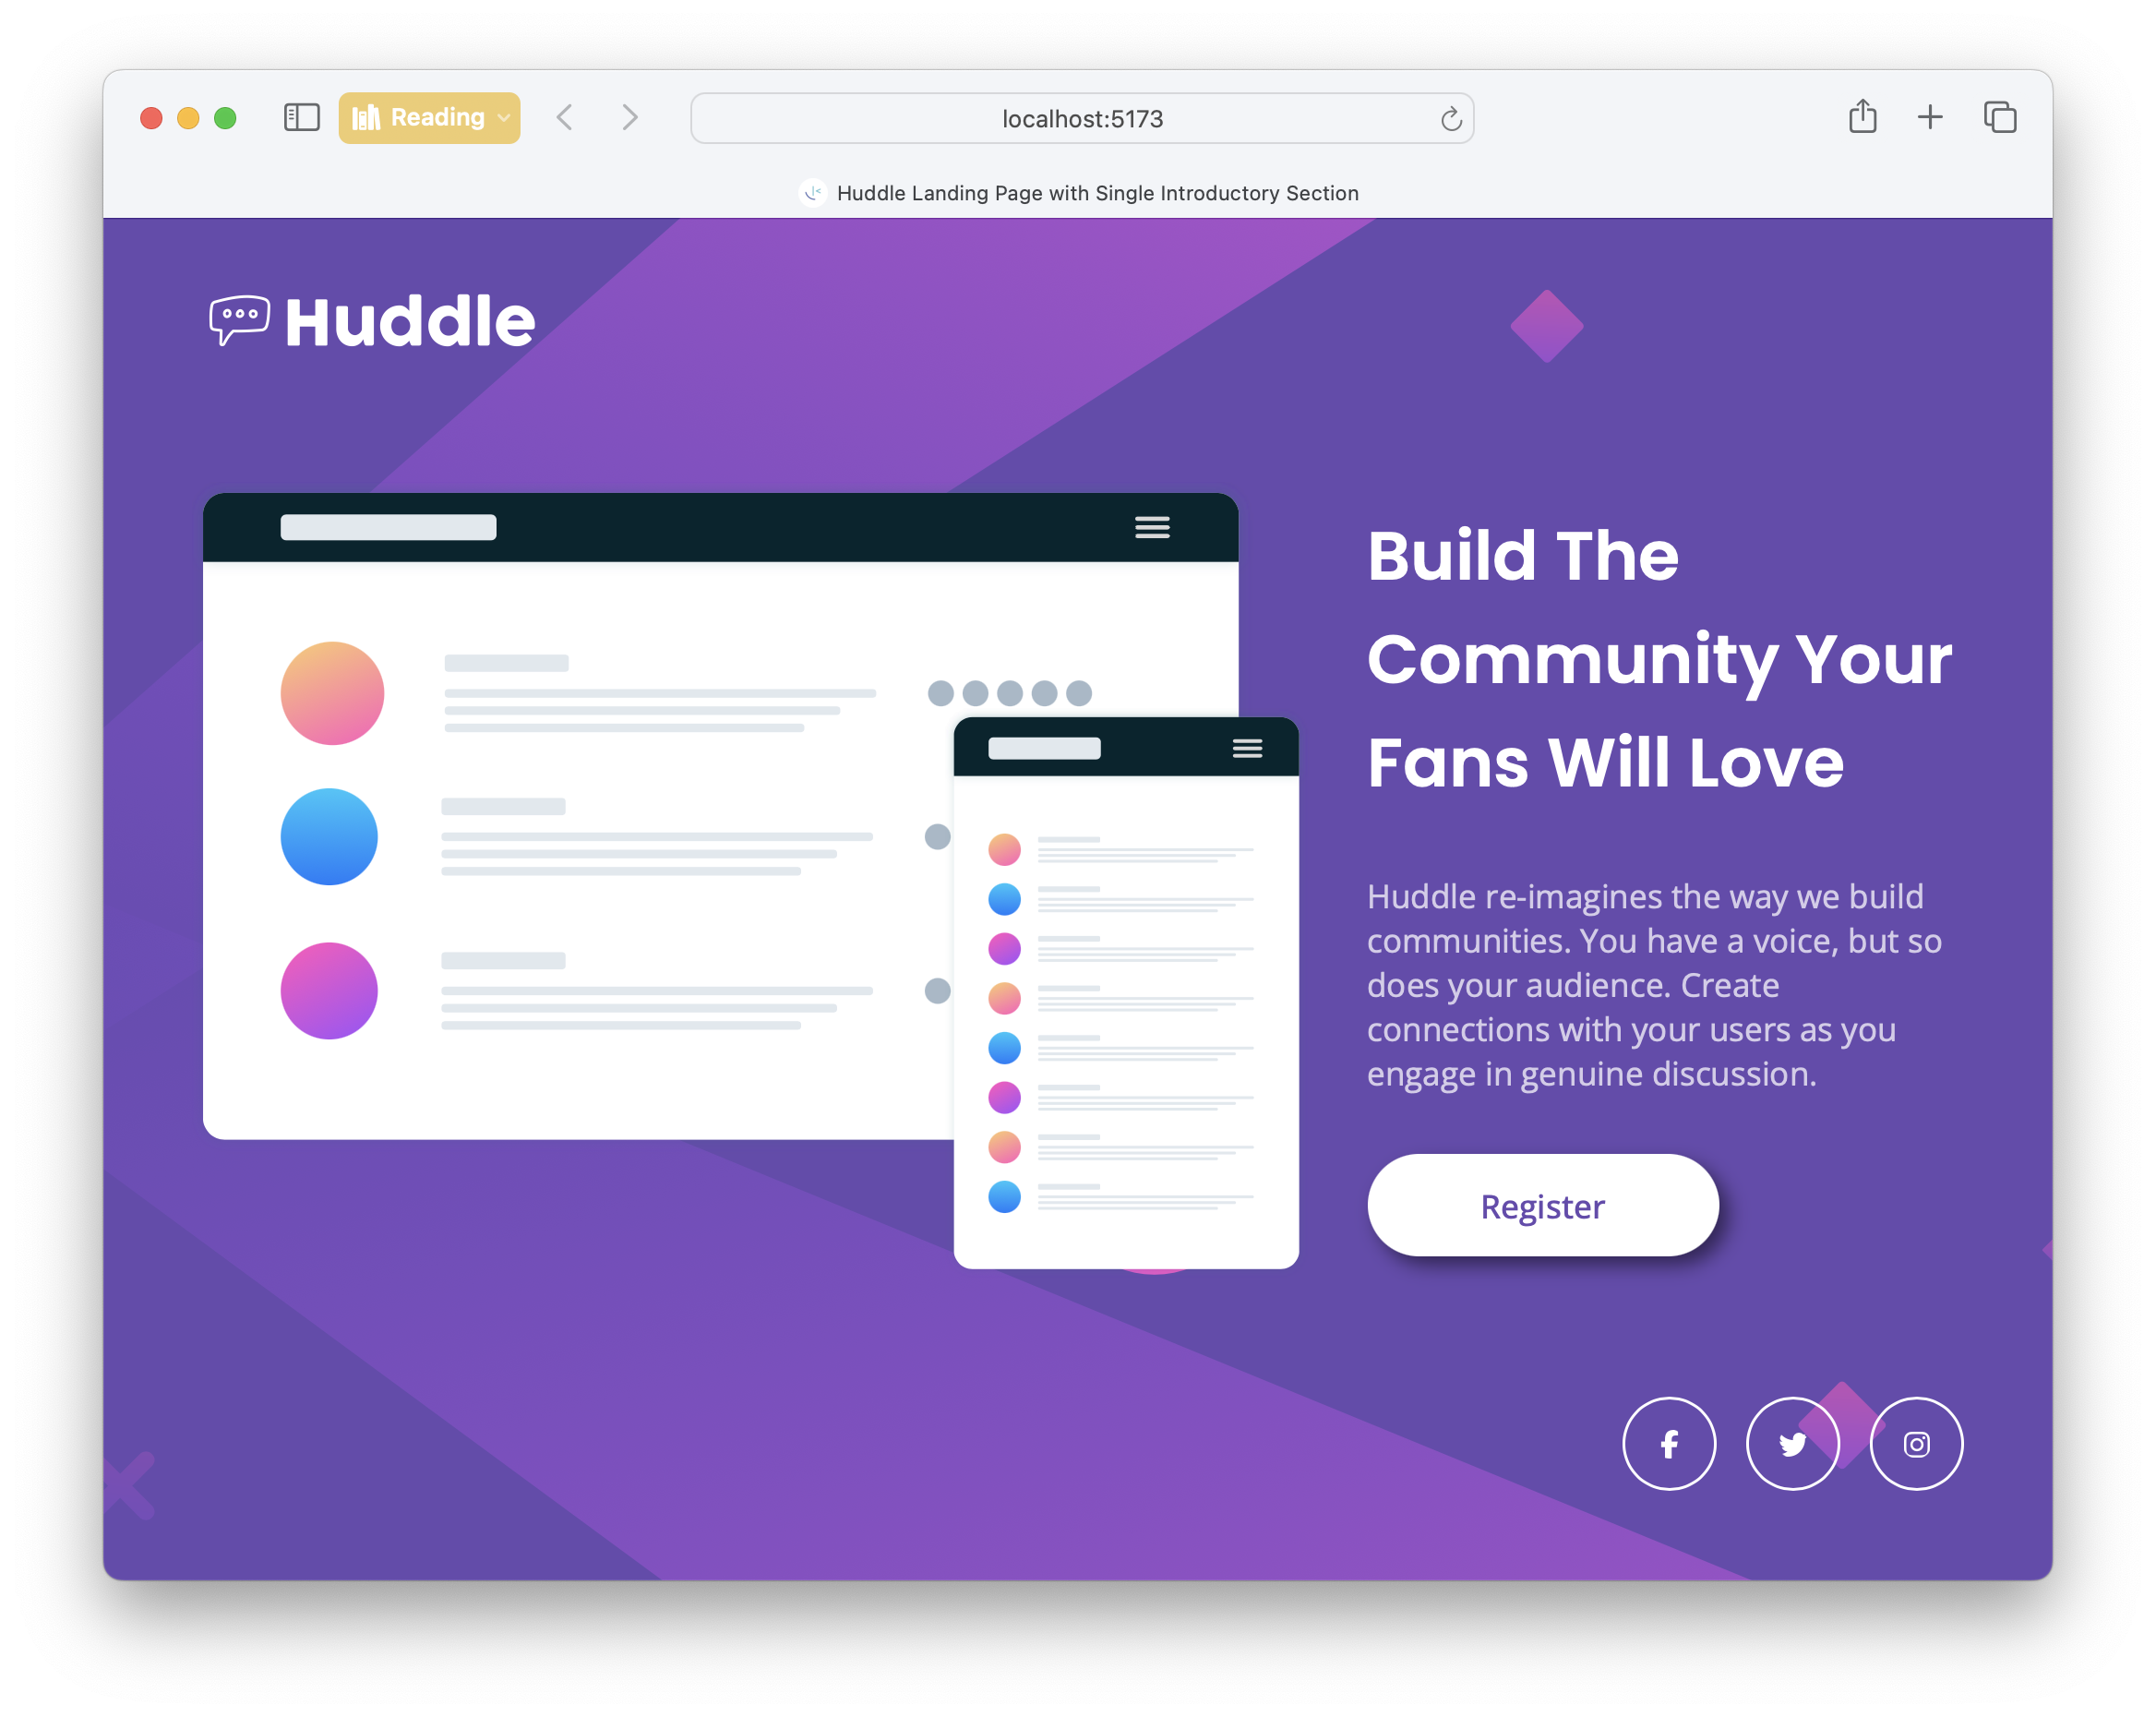 Reading
localhost:5173
Huddle Landing Page with Single Introductory Section
Huddle
Build The
Community Your
Fans Will Love
Huddle re-imagines the way we build
communities. You have a voice, but so
does your audience. Create
connections with your users as you
engage in genuine discussion.
Register